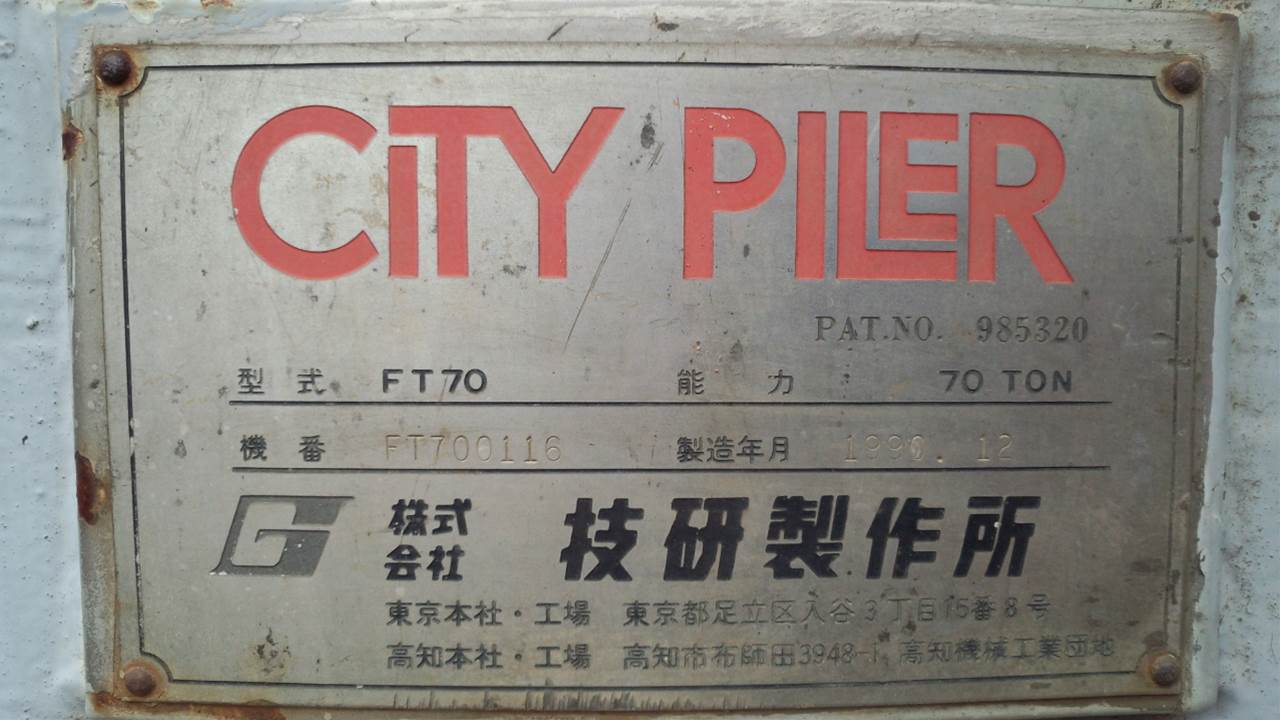 CiTY PILER
PAT.NO. 985320
型式 FT70 能力 70 TON
機番 FT700116 製造年月 1990. 12
G 株式会社 技研製作所
東京本社・工場 東京都足立区入谷3丁目15番8号
高知本社・工場 高知市布師田3948-1 高知機械工業団地